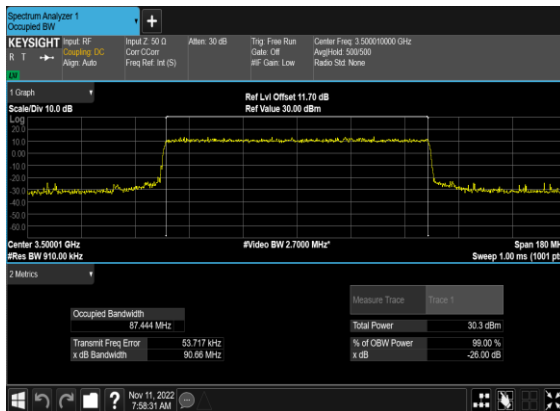 Spectrum Analyzer 1
Occupied BW
KEYSIGHT
R T
Input: RF
Coupling: DC
Align: Auto
Input Z: 50 Ω
Corr CCorr
Freq Ref: Int (S)
Atten: 30 dB
Trig: Free Run
Gate: Off
#IF Gain: Low
Center Freq: 3.500010000 GHz
Avg|Hold: 500/500
Radio Std: None
1 Graph
Scale/Div 10.0 dB
Ref Lvl Offset 11.70 dB
Ref Value 30.00 dBm
Log
20.0
10.0
0.00
-10.0
-20.0
-30.0
-40.0
-50.0
-60.0
Center 3.50001 GHz
#Video BW 2.7000 MHz*
Span 180 MH
#Res BW 910.00 kHz
Sweep 1.00 ms (1001 pt
2 Metrics
Measure Trace
Trace 1
Occupied Bandwidth
87.444 MHz
Total Power
30.3 dBm
Transmit Freq Error
53.717 kHz
% of OBW Power
99.00 %
x dB Bandwidth
90.66 MHz
x dB
-26.00 dB
Nov 11, 2022
7:58:31 AM